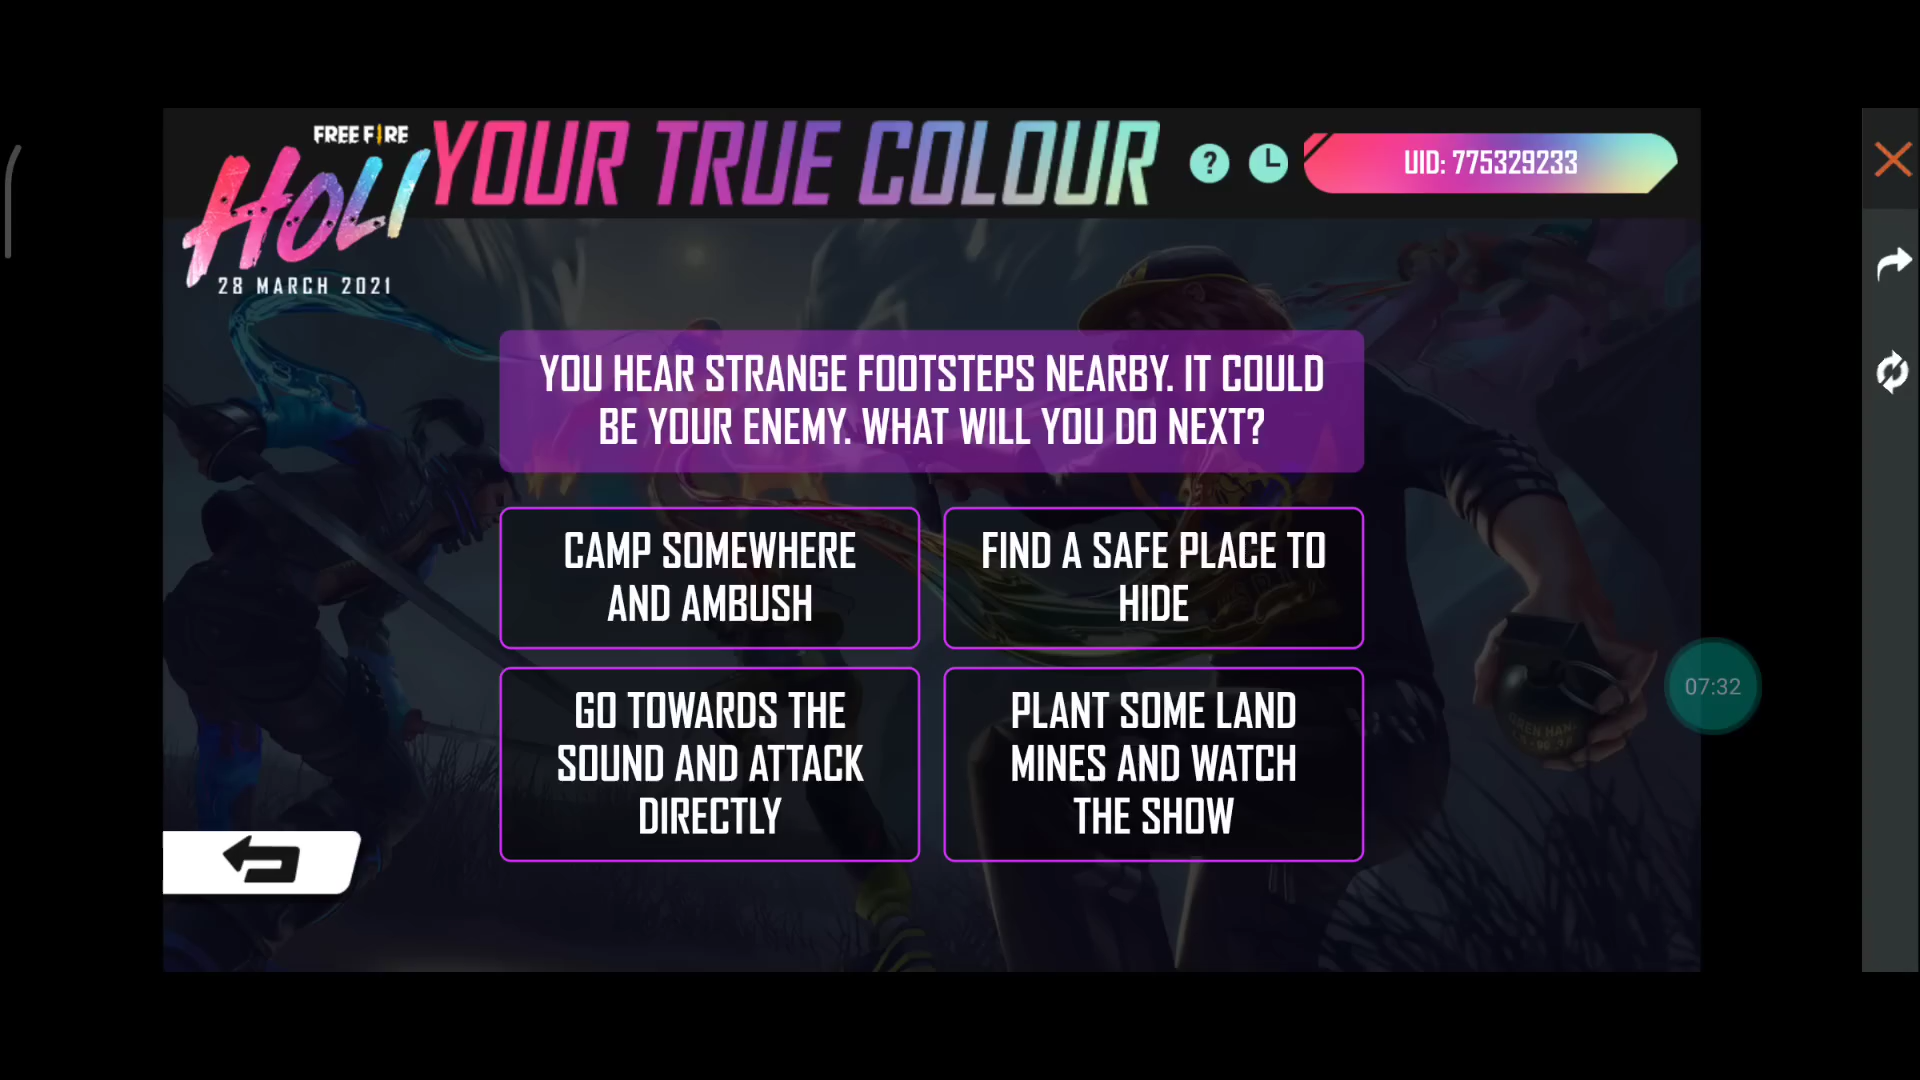 FREE FIRE
HOLI
28 MARCH 2021
YOUR TRUE COLOUR
?
UID: 775329233
YOU HEAR STRANGE FOOTSTEPS NEARBY. IT COULD
BE YOUR ENEMY. WHAT WILL YOU DO NEXT?
CAMP SOMEWHERE
AND AMBUSH
FIND A SAFE PLACE TO
HIDE
GO TOWARDS THE
SOUND AND ATTACK
DIRECTLY
PLANT SOME LAND
MINES AND WATCH
THE SHOW
07:32